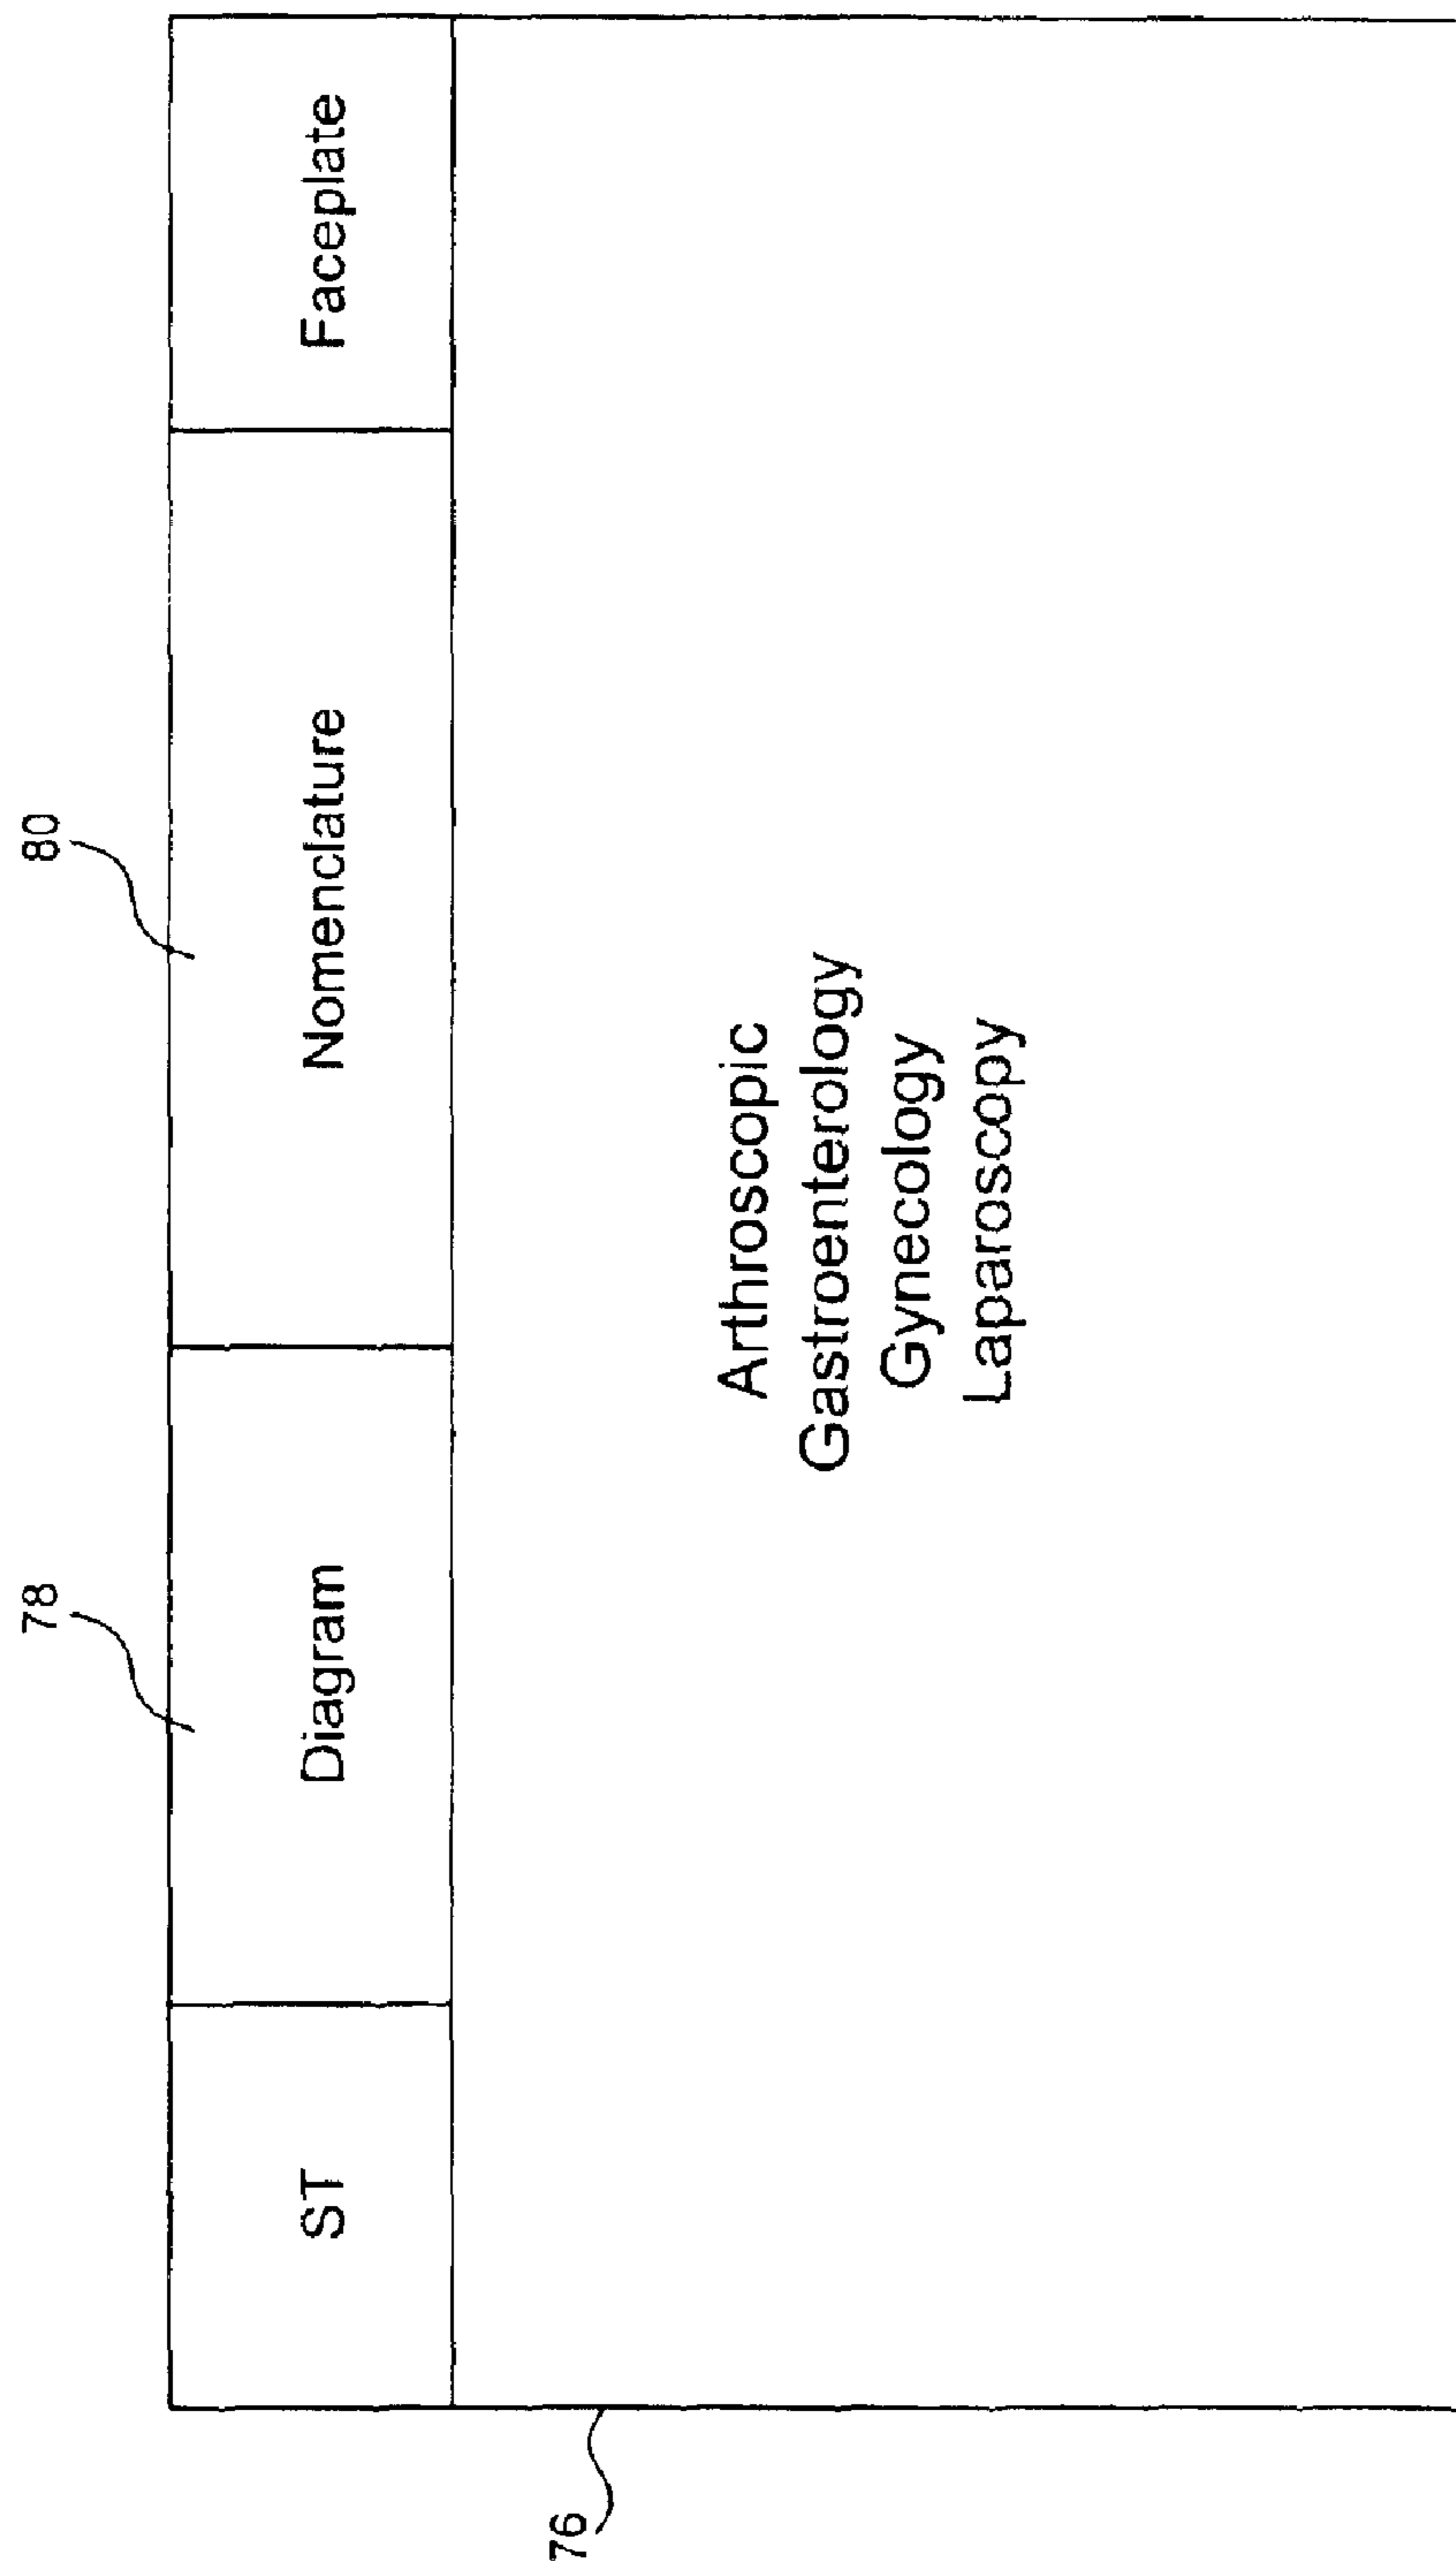 78
80
ST
Diagram
Nomenclature
Faceplate
76
Arthroscopic
Gastroenterology
Gynecology
Laparoscopy